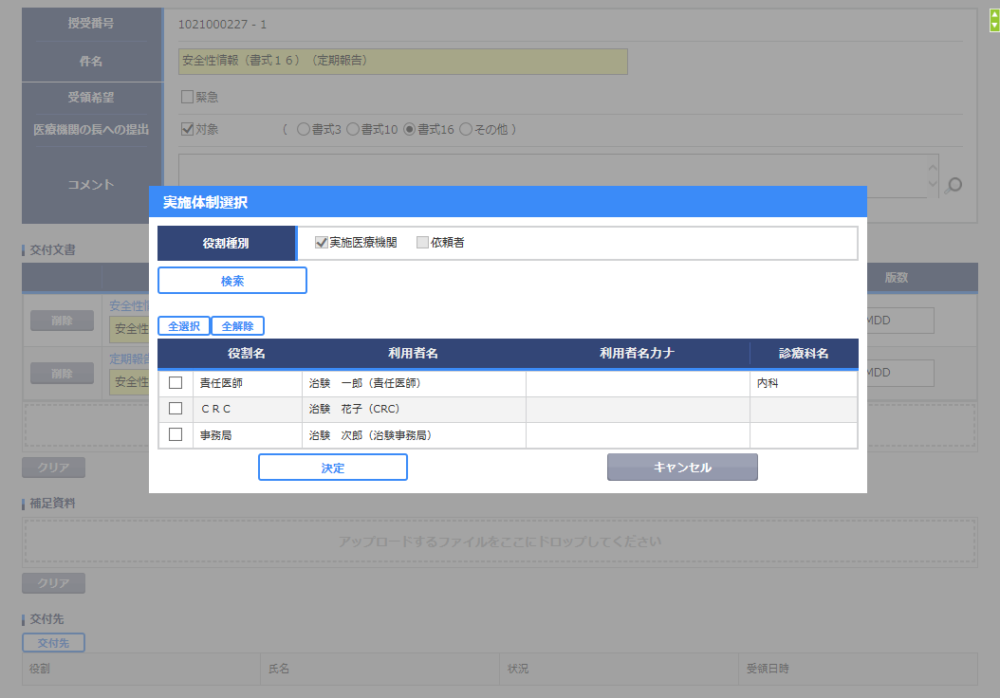 授受番号 1021000227 - 1
件名 安全性情報（書式１６）（定期報告）
受領希望 緊急
医療機関の長への提出 対象 ( 書式3 書式10 書式16 その他 )
コメント
実施体制選択
役割種別 実施医療機関 依頼者
検索
全選択 全解除
役割名 利用者名 利用者名カナ 診療科名
責任医師 治験　一郎（責任医師） 内科
ＣＲＣ 治験　花子（CRC）
事務局 治験　次郎（治験事務局）
決定 キャンセル
交付文書
版数
削除 安全性情
安全性 MDD
削除 定期報告
安全性 MDD
クリア
補足資料
アップロードするファイルをここにドロップしてください
クリア
交付先
交付先
役割 氏名 状況 受領日時